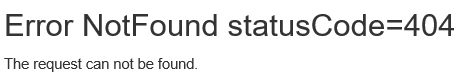 Error NotFound statusCode=404
The request can not be found.